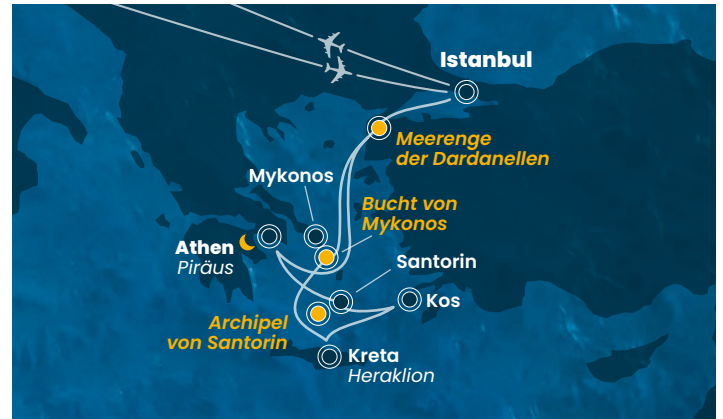 Istanbul
Meerenge
der Dardanellen
Mykonos
Bucht von
Mykonos
Athen
Piräus
Santorin
Kos
Archipel
von Santorin
Kreta
Heraklion